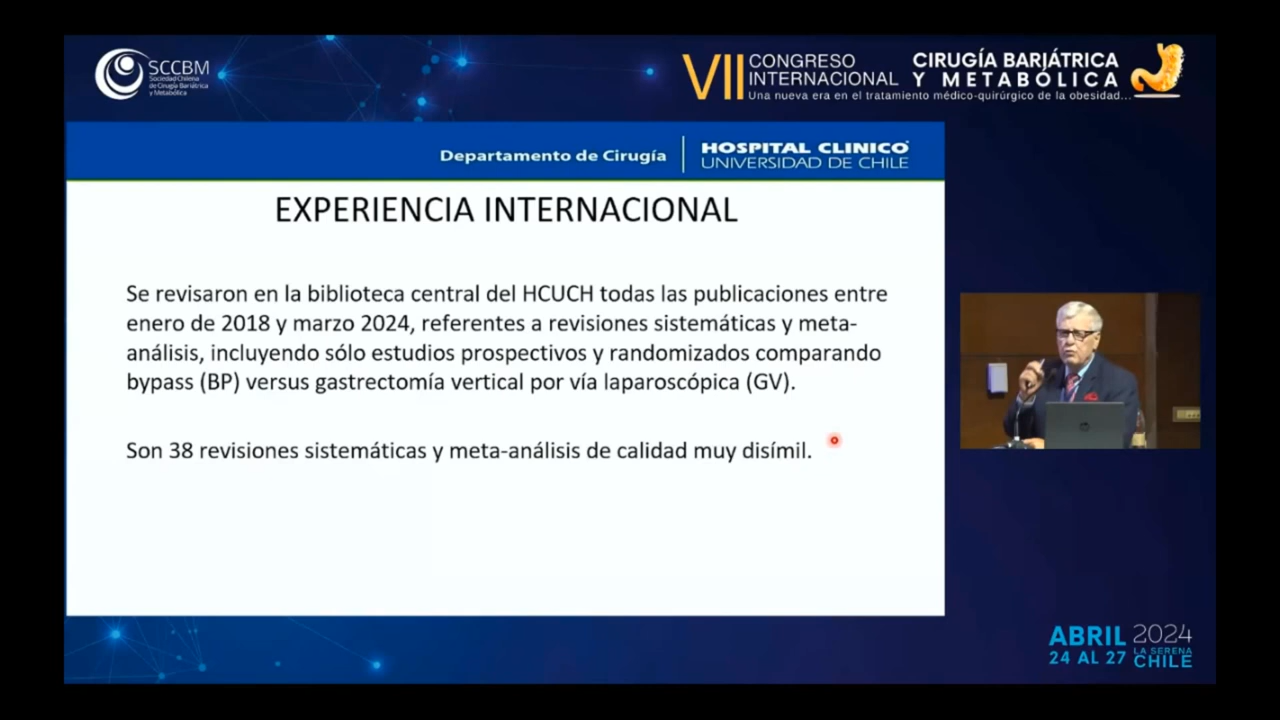 SCCBM
Sociedad Chilena
de Cirugía Bariátrica
y Metabólica
VII CONGRESO
INTERNACIONAL
CIRUGÍA BARIÁTRICA
Y METABÓLICA
Una nueva era en el tratamiento médico-quirúrgico de la obesidad...
Departamento de Cirugía
HOSPITAL CLINICO
UNIVERSIDAD DE CHILE
EXPERIENCIA INTERNACIONAL
Se revisaron en la biblioteca central del HCUCH todas las publicaciones entre
enero de 2018 y marzo 2024, referentes a revisiones sistemáticas y meta-
análisis, incluyendo sólo estudios prospectivos y randomizados comparando
bypass (BP) versus gastrectomía vertical por vía laparoscópica (GV).
Son 38 revisiones sistemáticas y meta-análisis de calidad muy disímil.
hp
ABRIL 2024
24 AL 27
LA SERENA
CHILE